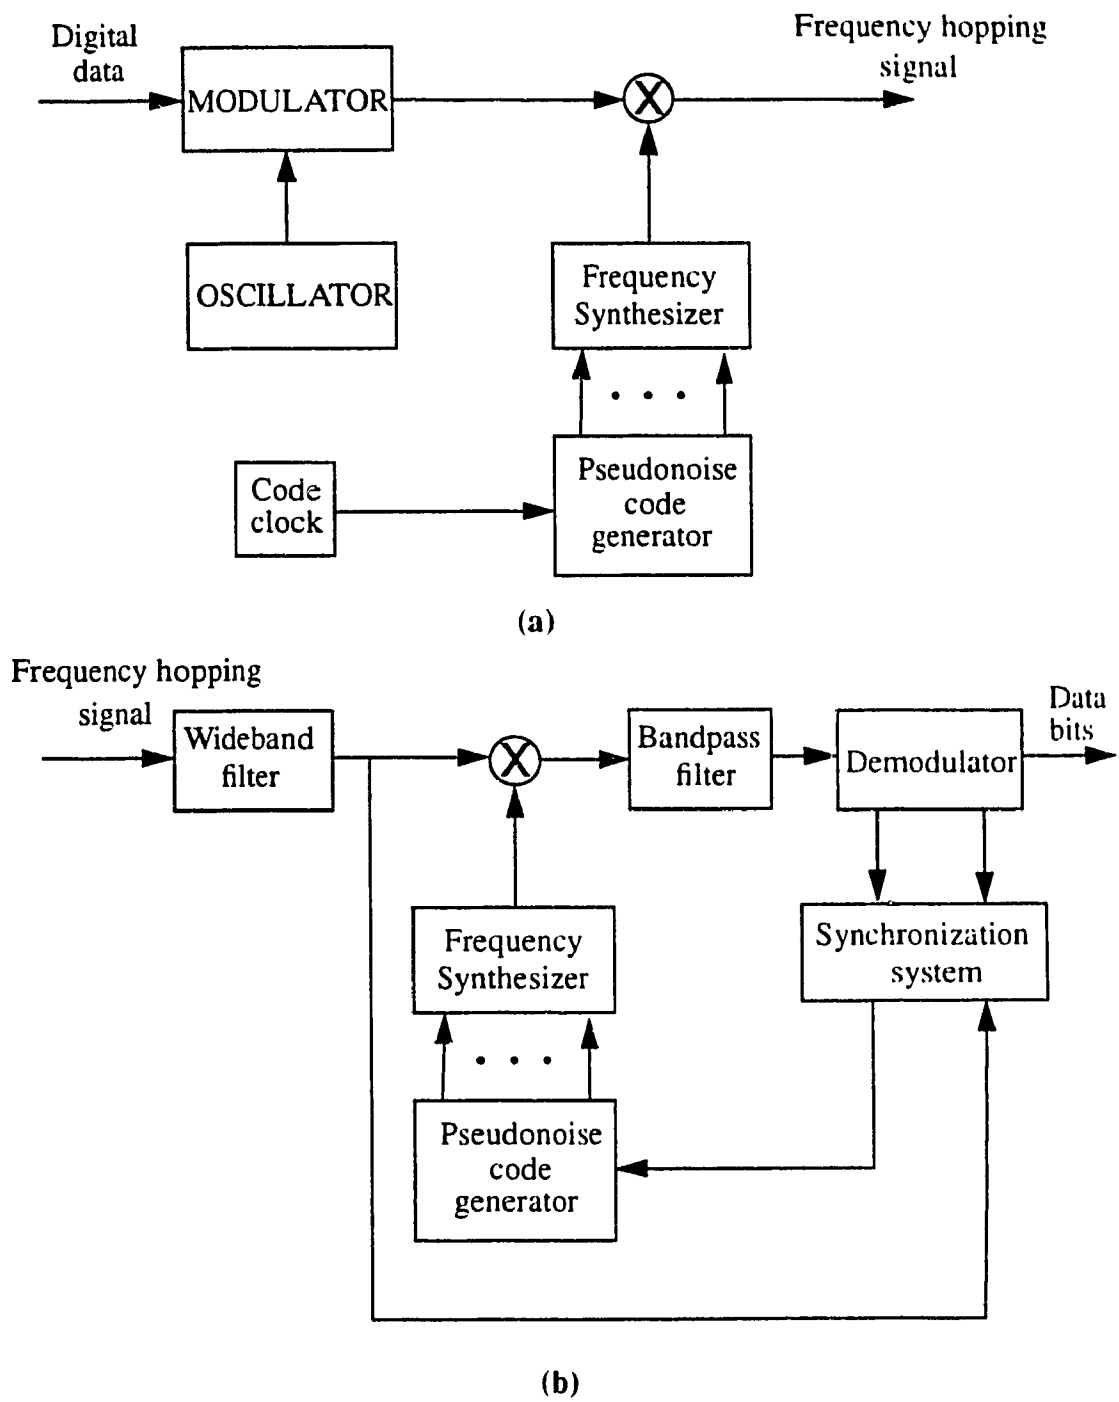 Digital
data
MODULATOR
X
Frequency hopping
signal
OSCILLATOR
Frequency
Synthesizer
Code
clock
Pseudonoise
code
generator
(a)
Frequency hopping
signal
Wideband
filter
X
Bandpass
filter
Demodulator
Data
bits
Frequency
Synthesizer
Synchronization
system
Pseudonoise
code
generator
(b)